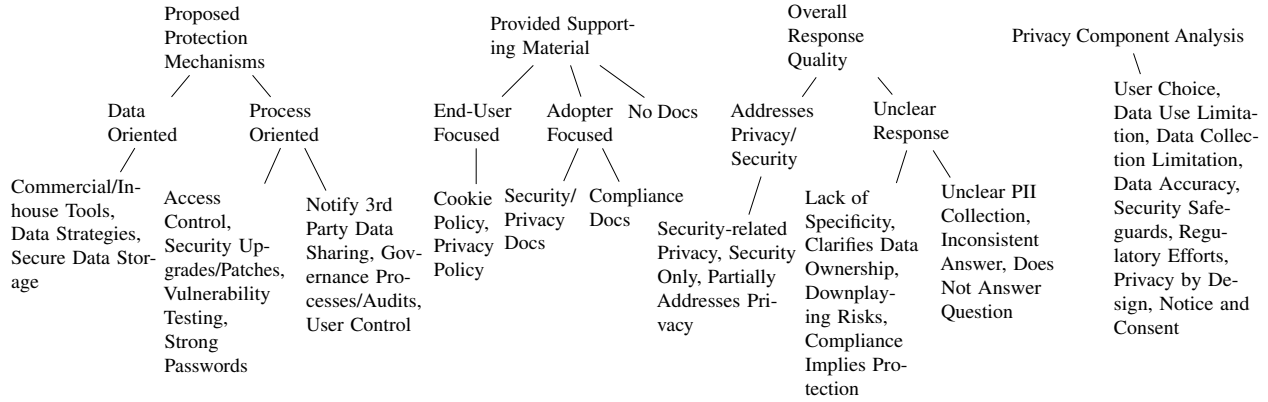 Proposed
Protection
Mechanisms
Data
Oriented
Process
Oriented
Commercial/In-
house Tools,
Data Strategies,
Secure Data Stor-
age
Access
Control,
Security Up-
grades/Patches,
Vulnerability
Testing,
Strong
Passwords
Notify 3rd
Party Data
Sharing, Gov-
ernance Pro-
cesses/Audits,
User Control
Provided Support-
ing Material
End-User
Focused
Adopter
Focused
No Docs
Cookie
Policy,
Privacy
Policy
Security/
Privacy
Docs
Compliance
Docs
Overall
Response
Quality
Addresses
Privacy/
Security
Unclear
Response
Security-related
Privacy, Security
Only, Partially
Addresses Pri-
vacy
Lack of
Specificity,
Clarifies Data
Ownership,
Downplay-
ing Risks,
Compliance
Implies Pro-
tection
Unclear PII
Collection,
Inconsistent
Answer, Does
Not Answer
Question
Privacy Component Analysis
User Choice,
Data Use Limita-
tion, Data Collec-
tion Limitation,
Data Accuracy,
Security Safe-
guards, Regu-
latory Efforts,
Privacy by De-
sign, Notice and
Consent